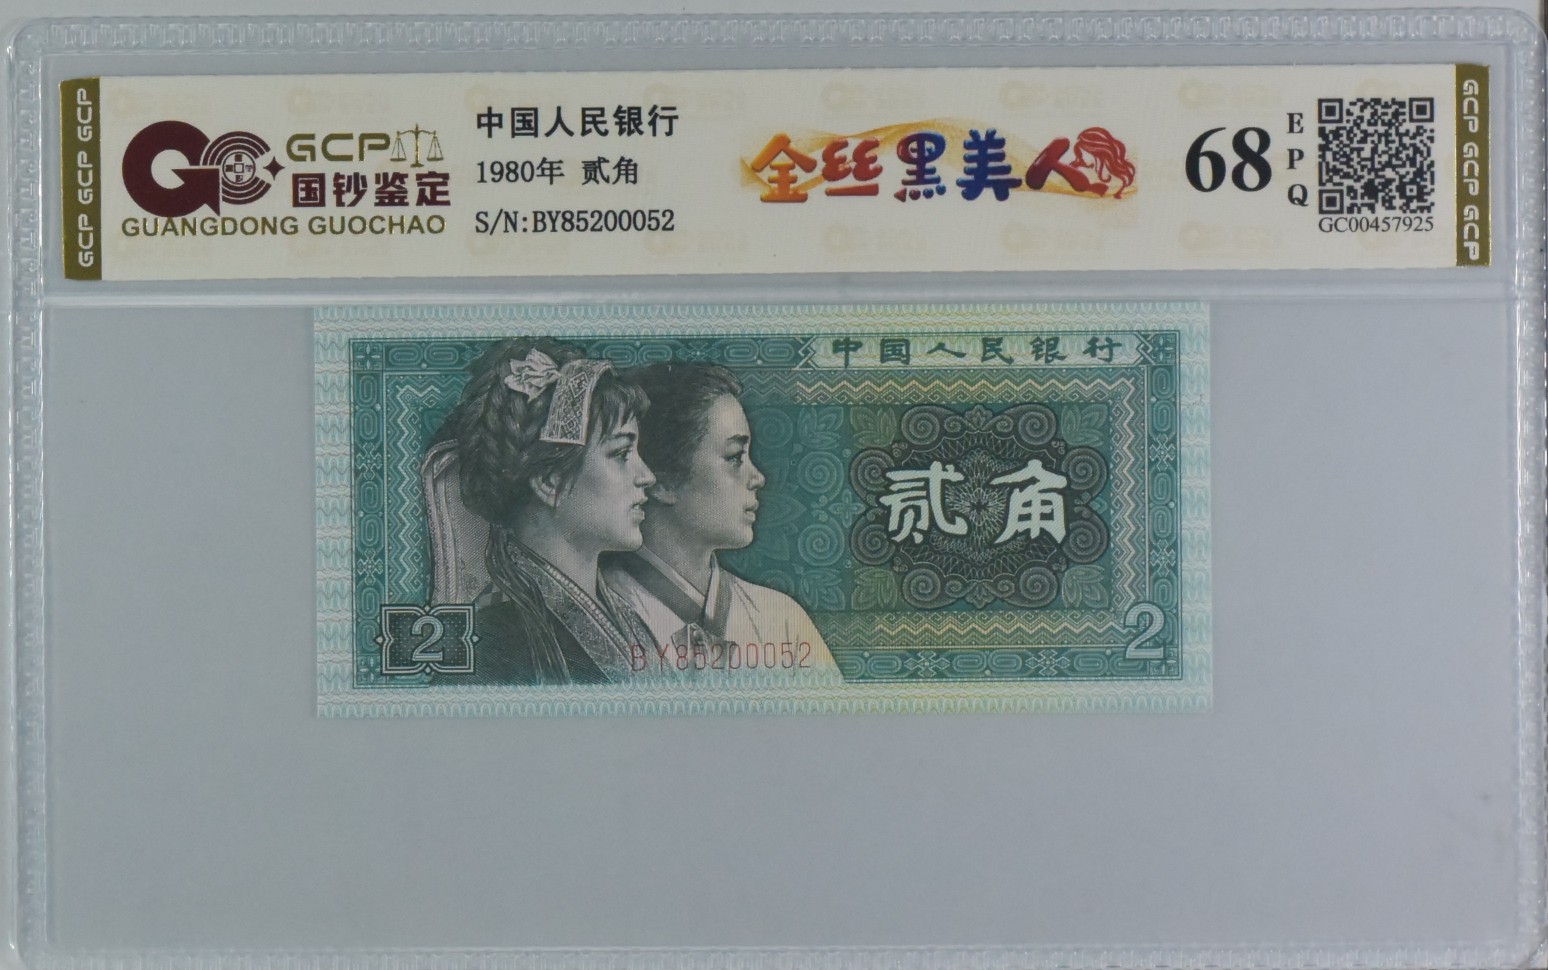 GCP GCP GCP
GCP
国钞鉴定
GUANGDONG GUOCHAO
中国人民银行
1980年 贰角
S/N:BY85200052
金丝黑美人
68
EPQ
GC00457925
GCP GCP GCP
中国人民银行
贰角
2
BY85200052
2